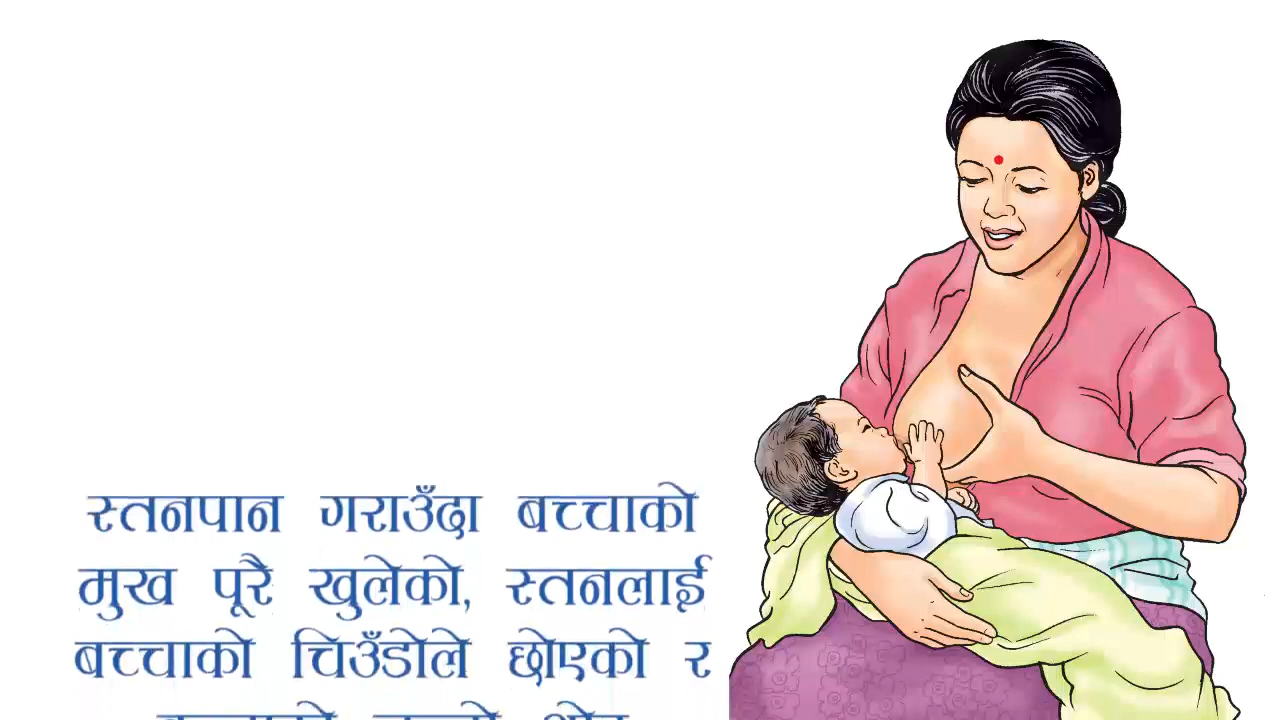 स्तनपान गराउँदा बच्चाको
मुख पूरै खुलेको, स्तनलाई
बच्चाको चिउँडोले छोएको र